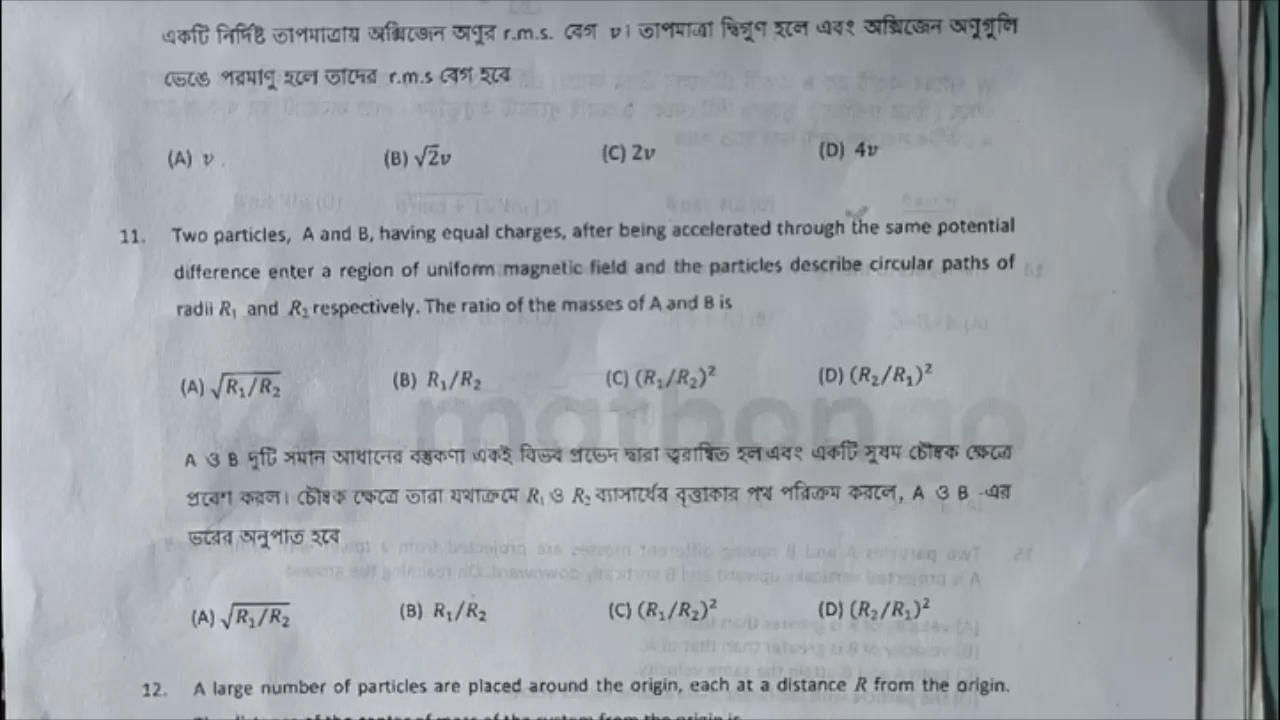 একটি নির্দিষ্ট তাপমাত্রায় অক্সিজেন অণুর r.m.s. বেগ v। তাপমাত্রা দ্বিগুণ হলে এবং অক্সিজেন অণুগুলি
ভেঙে পরমাণু হলে তাদের r.m.s বেগ হবে
(A) v (B) √2v (C) 2v (D) 4v
11. Two particles, A and B, having equal charges, after being accelerated through the same potential
difference enter a region of uniform magnetic field and the particles describe circular paths of
radii R₁ and R₂ respectively. The ratio of the masses of A and B is
(A) √R₁/R₂ (B) R₁/R₂ (C) (R₁/R₂)² (D) (R₂/R₁)²
mathongo
A ও B দুটি সমান আধানের বস্তুকণা একই বিভব প্রভেদ দ্বারা ত্বরান্বিত হল এবং একটি সুষম চৌম্বক ক্ষেত্রে
প্রবেশ করল। চৌম্বক ক্ষেত্রে তারা যথাক্রমে R₁ ও R₂ ব্যাসার্ধের বৃত্তাকার পথ পরিক্রম করলে, A ও B -এর
ভরের অনুপাত হবে
(A) √R₁/R₂ (B) R₁/R₂ (C) (R₁/R₂)² (D) (R₂/R₁)²
12. A large number of particles are placed around the origin, each at a distance R from the origin.